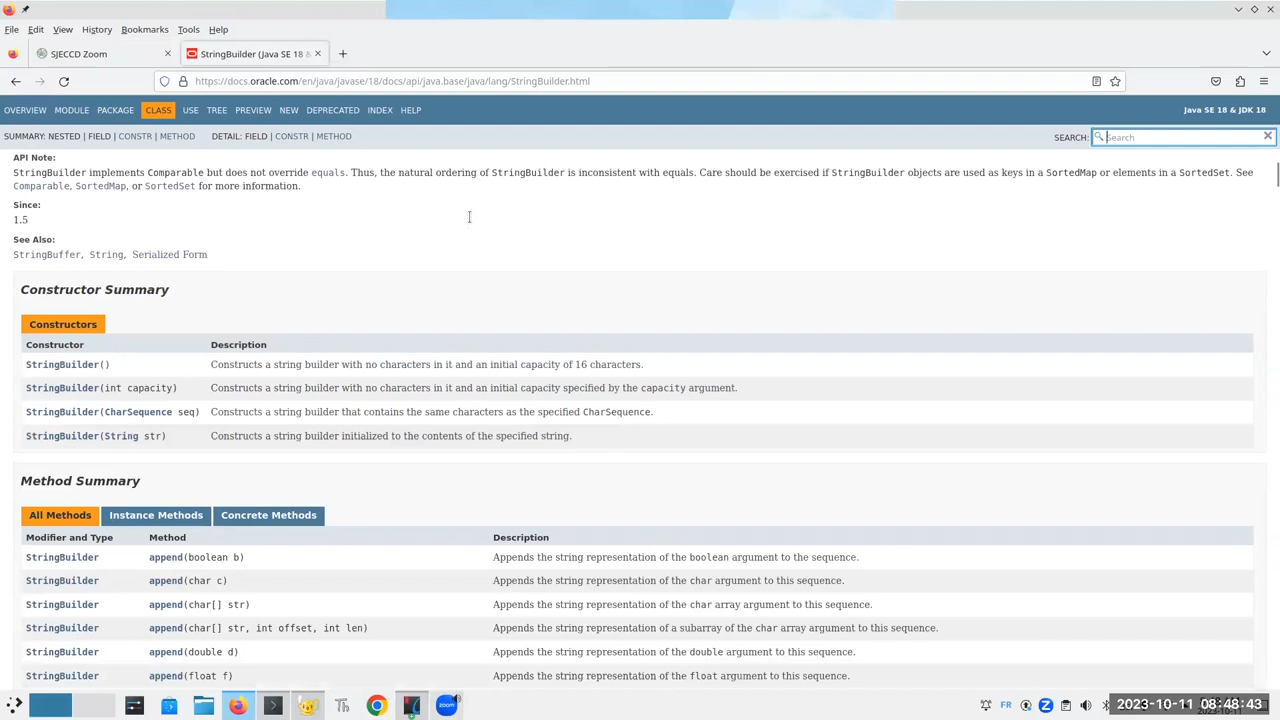 File Edit View History Bookmarks Tools Help
SJECCD Zoom
StringBuilder (Java SE 18 &
https://docs.oracle.com/en/java/javase/18/docs/api/java.base/java/lang/StringBuilder.html
OVERVIEW MODULE PACKAGE CLASS USE TREE PREVIEW NEW DEPRECATED INDEX HELP
Java SE 18 & JDK 18
SUMMARY: NESTED | FIELD | CONSTR | METHOD DETAIL: FIELD | CONSTR | METHOD
SEARCH: Search
API Note:
StringBuilder implements Comparable but does not override equals. Thus, the natural ordering of StringBuilder is inconsistent with equals. Care should be exercised if StringBuilder objects are used as keys in a SortedMap or elements in a SortedSet. See
Comparable, SortedMap, or SortedSet for more information.
Since:
1.5
See Also:
StringBuffer, String, Serialized Form
Constructor Summary
Constructors
Constructor Description
StringBuilder() Constructs a string builder with no characters in it and an initial capacity of 16 characters.
StringBuilder(int capacity) Constructs a string builder with no characters in it and an initial capacity specified by the capacity argument.
StringBuilder(CharSequence seq) Constructs a string builder that contains the same characters as the specified CharSequence.
StringBuilder(String str) Constructs a string builder initialized to the contents of the specified string.
Method Summary
All Methods Instance Methods Concrete Methods
Modifier and Type Method Description
StringBuilder append(boolean b) Appends the string representation of the boolean argument to the sequence.
StringBuilder append(char c) Appends the string representation of the char argument to this sequence.
StringBuilder append(char[] str) Appends the string representation of the char array argument to this sequence.
StringBuilder append(char[] str, int offset, int len) Appends the string representation of a subarray of the char array argument to this sequence.
StringBuilder append(double d) Appends the string representation of the double argument to this sequence.
StringBuilder append(float f) Appends the string representation of the float argument to this sequence.
Th
zoom
FR
2023-10-11 08:48:43